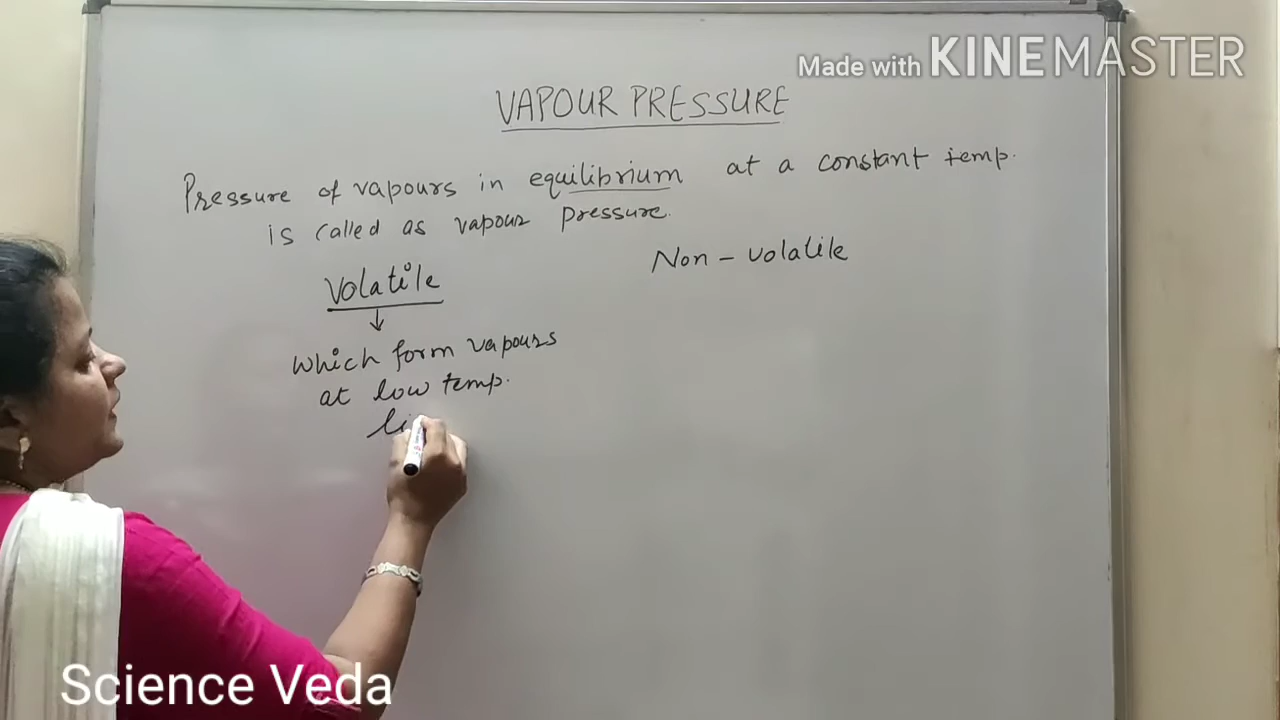 Made with KINEMASTER
VAPOUR PRESSURE
Pressure of vapours in equilibrium at a constant temp.
is called as vapour pressure.
Volatile
Non - volatile
which form vapours
at low temp.
li
Science Veda